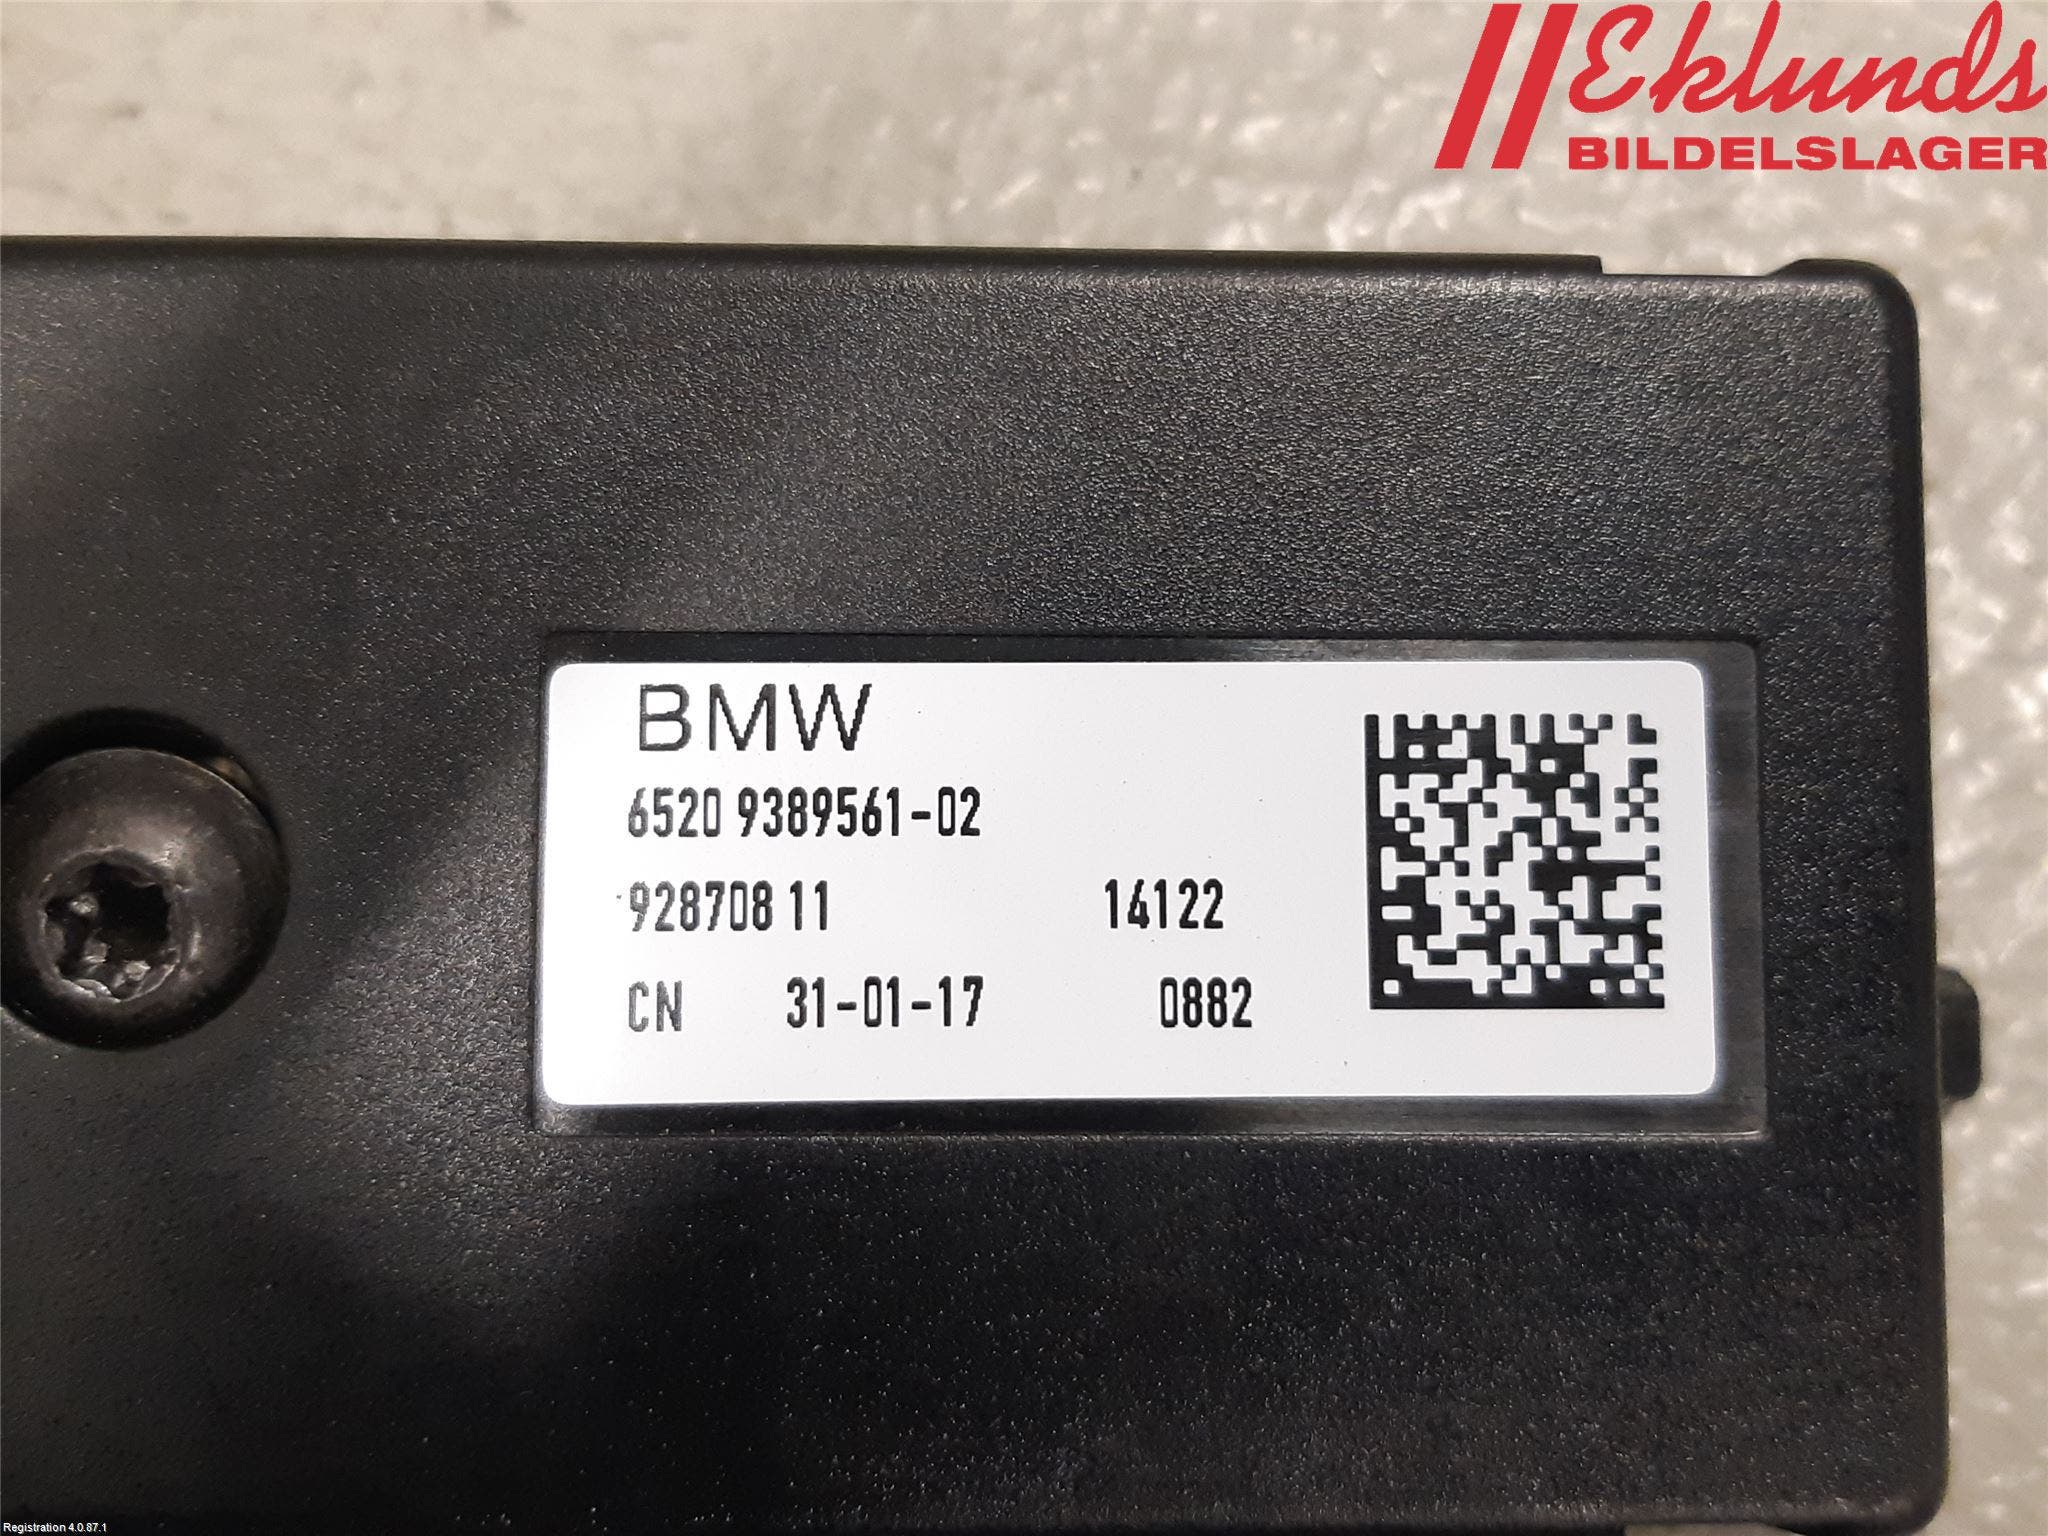 Eklunds
BILDELSLAGER
BMW
6520 9389561-02
928708 11 14122
CN 31-01-17 0882
Registration 4.0.87.1